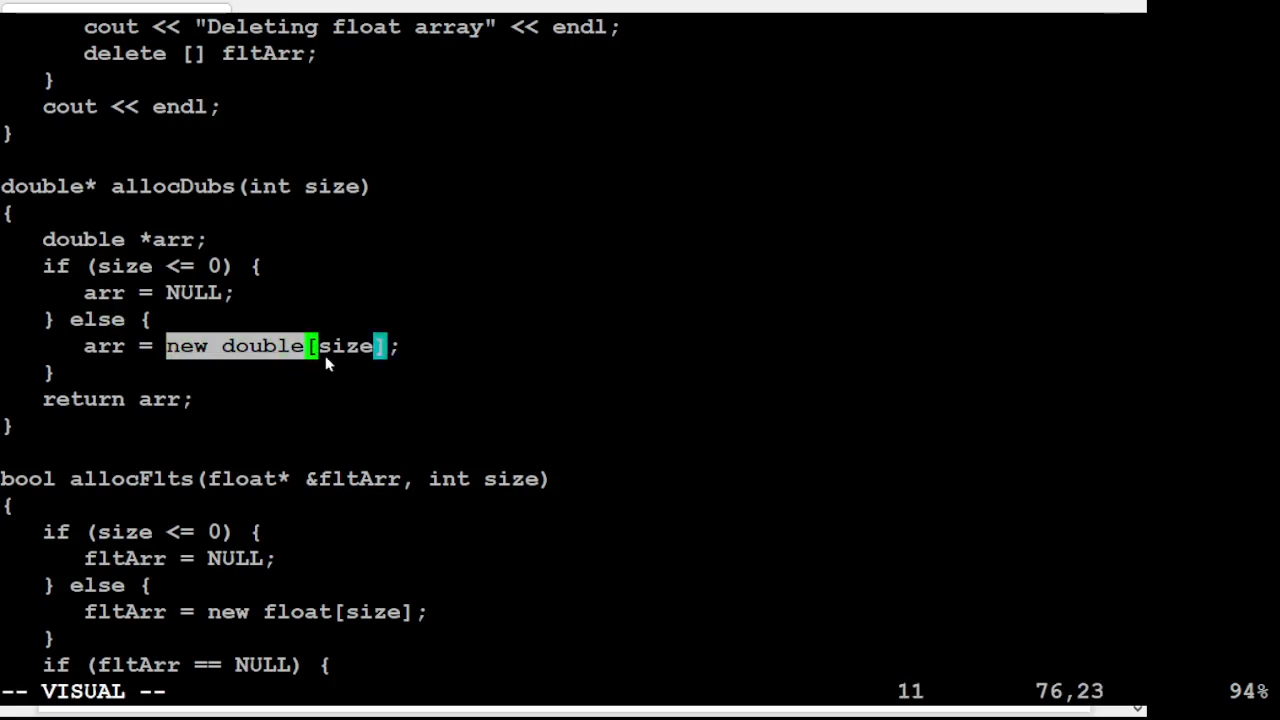 cout << "Deleting float array" << endl;
      delete [] fltArr;
   }
   cout << endl;
}
double* allocDubs(int size)
{
   double *arr;
   if (size <= 0) {
      arr = NULL;
   } else {
      arr = new double[size];
   }
   return arr;
}
bool allocFlts(float* &fltArr, int size)
{
   if (size <= 0) {
      fltArr = NULL;
   } else {
      fltArr = new float[size];
   }
   if (fltArr == NULL) {
-- VISUAL -- 11 76,23 94%